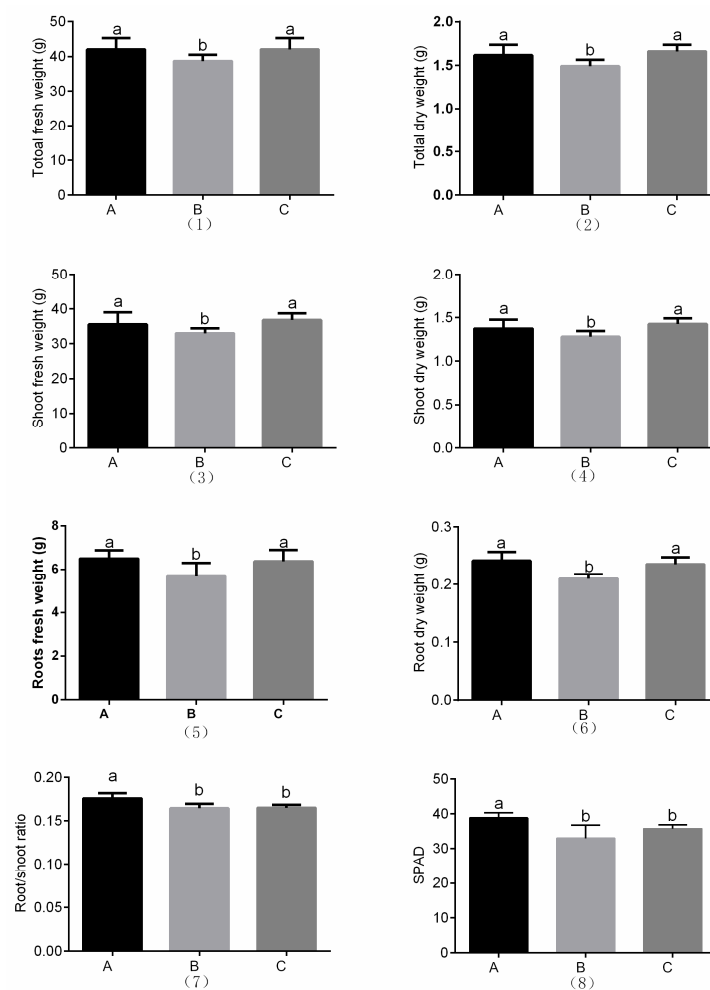 Totoal fresh weight (g)
50
40
30
20
10
0
a
b
a
A
B
C
(1)
Totlal dry weight (g)
2.0
1.5
1.0
0.5
0.0
a
b
a
A
B
C
(2)
Shoot fresh weight (g)
50
40
30
20
10
0
a
b
a
A
B
C
(3)
Shoot dry weight (g)
2.0
1.5
1.0
0.5
0.0
a
b
a
A
B
C
(4)
Roots fresh weight (g)
8
6
4
2
0
a
b
a
A
B
C
(5)
Root dry weight (g)
0.3
0.2
0.1
0.0
a
b
a
A
B
C
(6)
Root/shoot ratio
0.20
0.15
0.10
0.05
0.00
a
b
b
A
B
C
(7)
SPAD
50
40
30
20
10
0
a
b
b
A
B
C
(8)